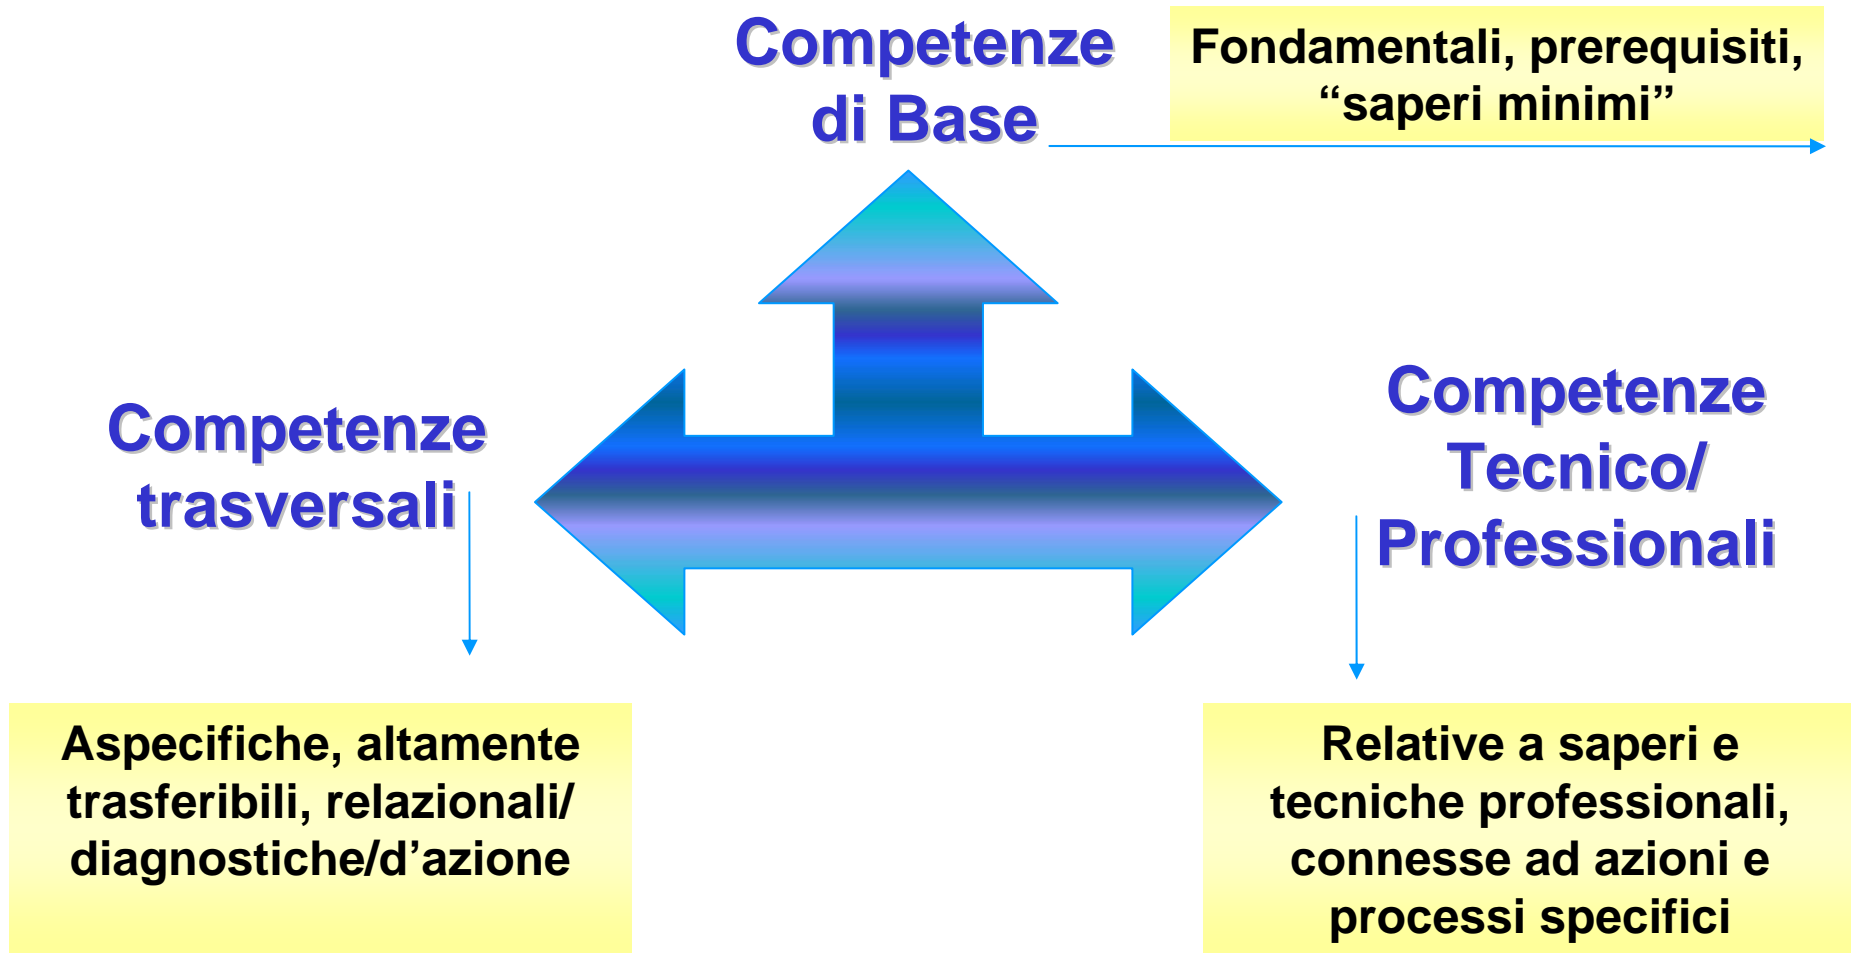 Competenze
di Base
Fondamentali, prerequisiti,
“saperi minimi”
Competenze
trasversali
Competenze
Tecnico/
Professionali
Aspecifiche, altamente
trasferibili, relazionali/
diagnostiche/d’azione
Relative a saperi e
tecniche professionali,
connesse ad azioni e
processi specifici